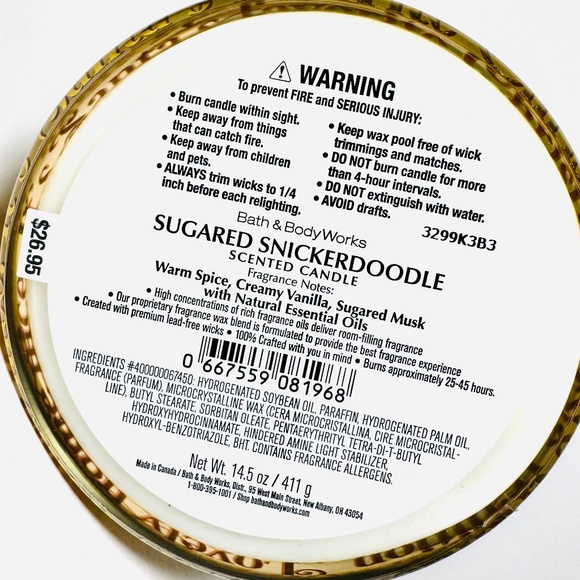 ⚠ WARNING
To prevent FIRE and SERIOUS INJURY:
• Burn candle within sight.
• Keep away from things
that can catch fire.
• Keep away from children
and pets.
• ALWAYS trim wicks to 1/4
inch before each relighting.
• Keep wax pool free of wick
trimmings and matches.
• DO NOT burn candle for more
than 4-hour intervals.
• DO NOT extinguish with water.
• AVOID drafts.
3299K3B3
$26.95
Bath & Body Works
SUGARED SNICKERDOODLE
SCENTED CANDLE
Fragrance Notes:
Warm Spice, Creamy Vanilla, Sugared Musk
with Natural Essential Oils
• High concentrations of rich fragrance oils deliver room-filling fragrance
• Our proprietary fragrance wax blend is formulated to provide the best fragrance experience
• Created with premium lead-free wicks • 100% Crafted with you in mind • Burns approximately 25-45 hours.
0 667559 081968
INGREDIENTS #400000067450: HYDROGENATED SOYBEAN OIL, PARAFFIN, HYDROGENATED PALM OIL,
FRAGRANCE (PARFUM), MICROCRYSTALLINE WAX (CERA MICROCRISTALLINA, CIRE MICROCRISTAL-
LINE), BUTYL STEARATE, SORBITAN OLEATE, PENTAERYTHRITYL TETRA-DI-T-BUTYL
HYDROXYHYDROCINNAMATE, HINDERED AMINE LIGHT STABILIZER,
HYDROXYL-BENZOTRIAZOLE, BHT. CONTAINS FRAGRANCE ALLERGENS.
Net Wt. 14.5 oz / 411 g
Made in Canada / Bath & Body Works, Distr., 95 West Main Street, New Albany, OH 43054
1-800-395-1001 / Shop bathandbodyworks.com